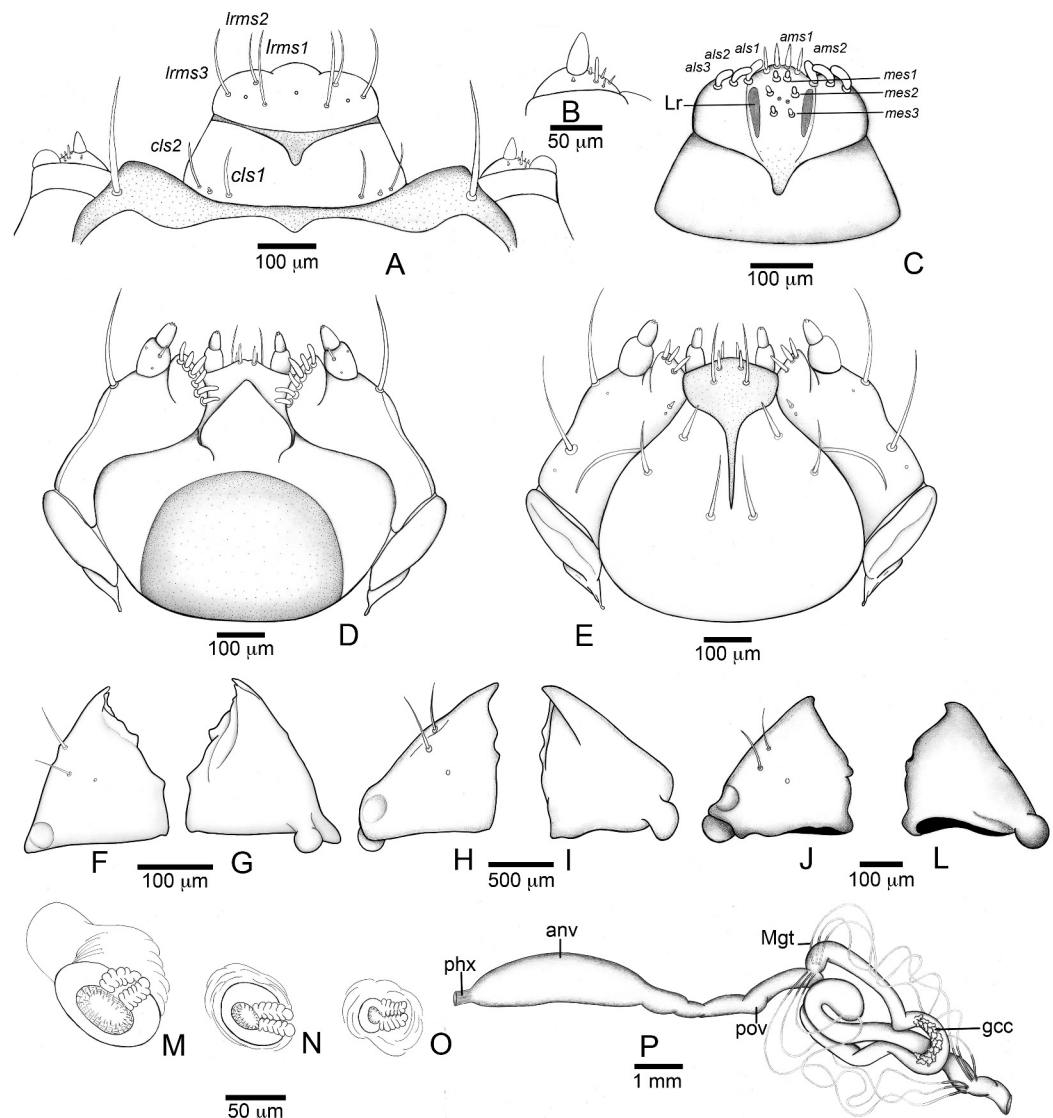 lrms2
lrms1
lrms3
cls2
cls1
100 µm
A
B
50 µm
ams1
als1
ams2
als2
als3
mes1
mes2
Lr
mes3
100 µm
C
100 µm
D
E
100 µm
F
G
H
I
J
L
100 µm
500 µm
100 µm
M
N
O
50 µm
phx
anv
pov
Mgt
gcc
P
1 mm